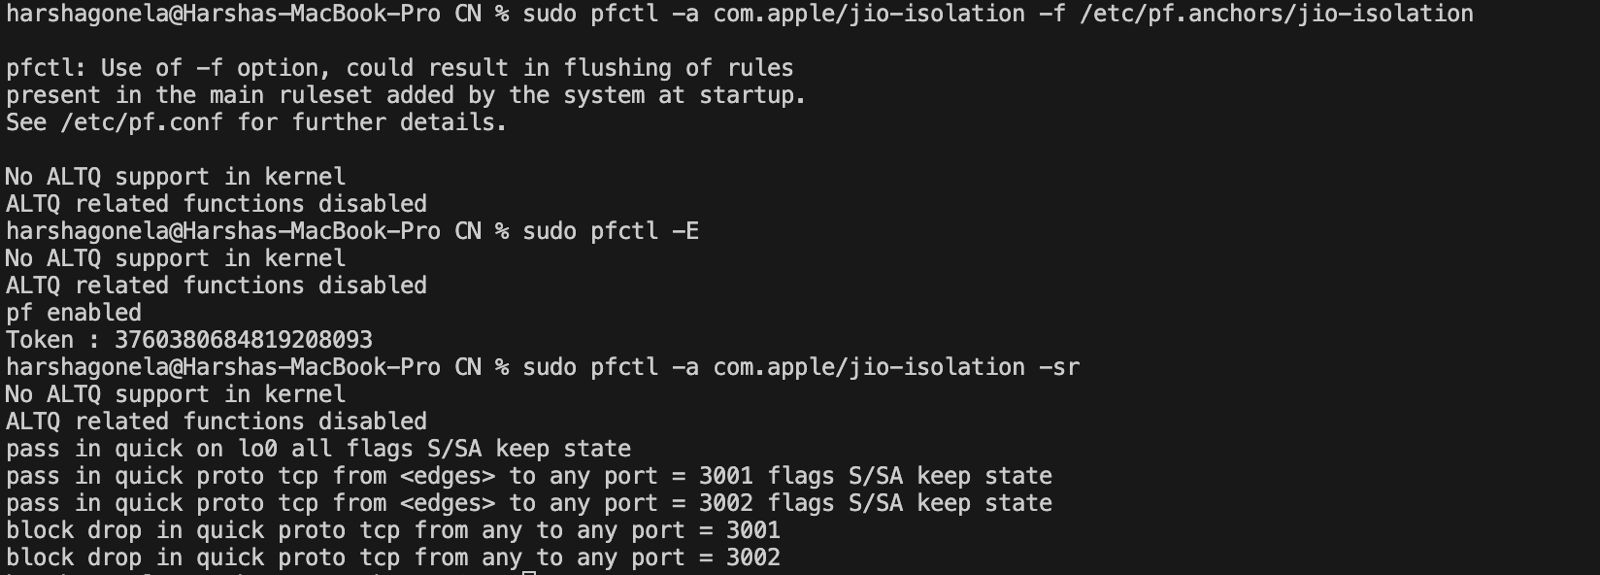 harshagonela@Harshas-MacBook-Pro CN % sudo pfctl -a com.apple/jio-isolation -f /etc/pf.anchors/jio-isolation
pfctl: Use of -f option, could result in flushing of rules
present in the main ruleset added by the system at startup.
See /etc/pf.conf for further details.
No ALTQ support in kernel
ALTQ related functions disabled
harshagonela@Harshas-MacBook-Pro CN % sudo pfctl -E
No ALTQ support in kernel
ALTQ related functions disabled
pf enabled
Token : 3760380684819208093
harshagonela@Harshas-MacBook-Pro CN % sudo pfctl -a com.apple/jio-isolation -sr
No ALTQ support in kernel
ALTQ related functions disabled
pass in quick on lo0 all flags S/SA keep state
pass in quick proto tcp from <edges> to any port = 3001 flags S/SA keep state
pass in quick proto tcp from <edges> to any port = 3002 flags S/SA keep state
block drop in quick proto tcp from any to any port = 3001
block drop in quick proto tcp from any to any port = 3002